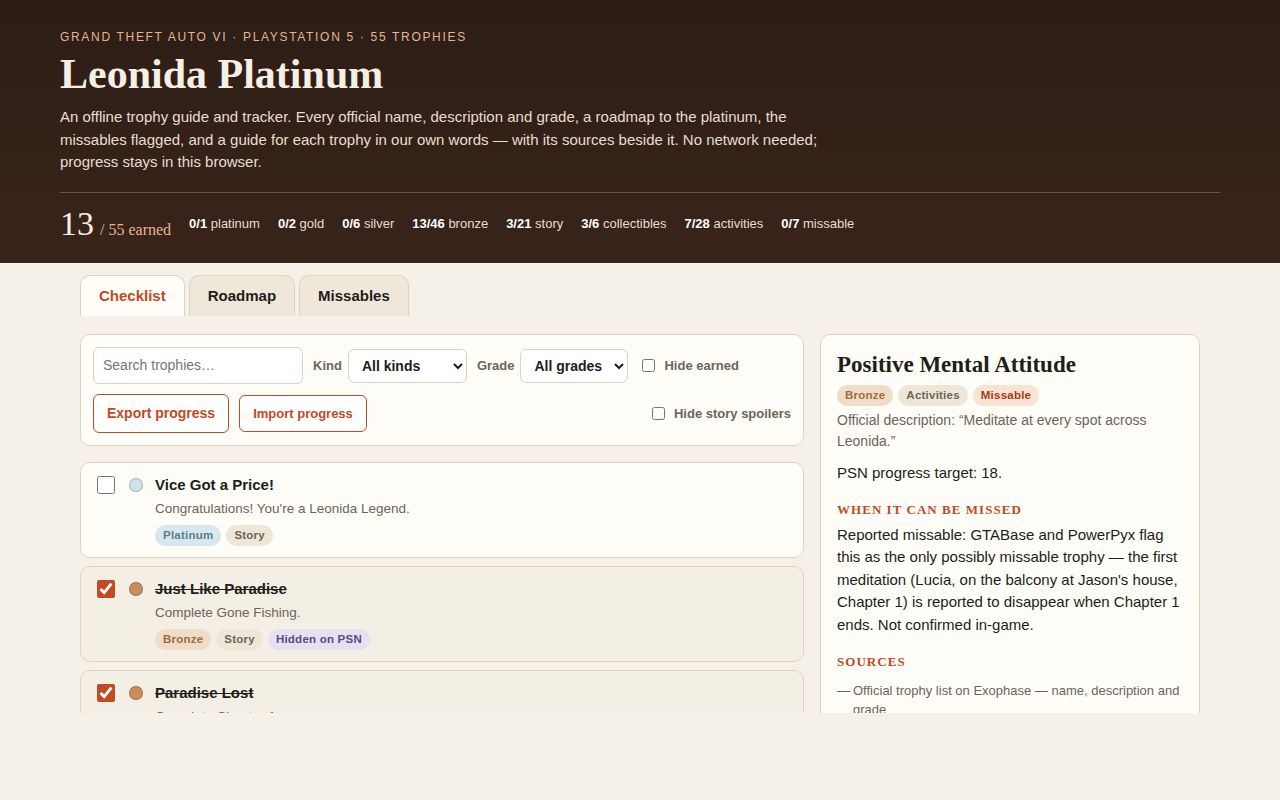 GRAND THEFT AUTO VI · PLAYSTATION 5 · 55 TROPHIES
Leonida Platinum
An offline trophy guide and tracker. Every official name, description and grade, a roadmap to the platinum, the
missables flagged, and a guide for each trophy in our own words — with its sources beside it. No network needed;
progress stays in this browser.
13 / 55 earned 0/1 platinum 0/2 gold 0/6 silver 13/46 bronze 3/21 story 3/6 collectibles 7/28 activities 0/7 missable
Checklist Roadmap Missables
Search trophies… Kind All kinds Grade All grades Hide earned
Export progress Import progress Hide story spoilers
Vice Got a Price!
Congratulations! You're a Leonida Legend.
Platinum Story
Just Like Paradise
Complete Gone Fishing.
Bronze Story Hidden on PSN
Paradise Lost
Positive Mental Attitude
Bronze Activities Missable
Official description: “Meditate at every spot across
Leonida.”
PSN progress target: 18.
WHEN IT CAN BE MISSED
Reported missable: GTABase and PowerPyx flag
this as the only possibly missable trophy — the first
meditation (Lucia, on the balcony at Jason's house,
Chapter 1) is reported to disappear when Chapter 1
ends. Not confirmed in-game.
SOURCES
— Official trophy list on Exophase — name, description and
grade